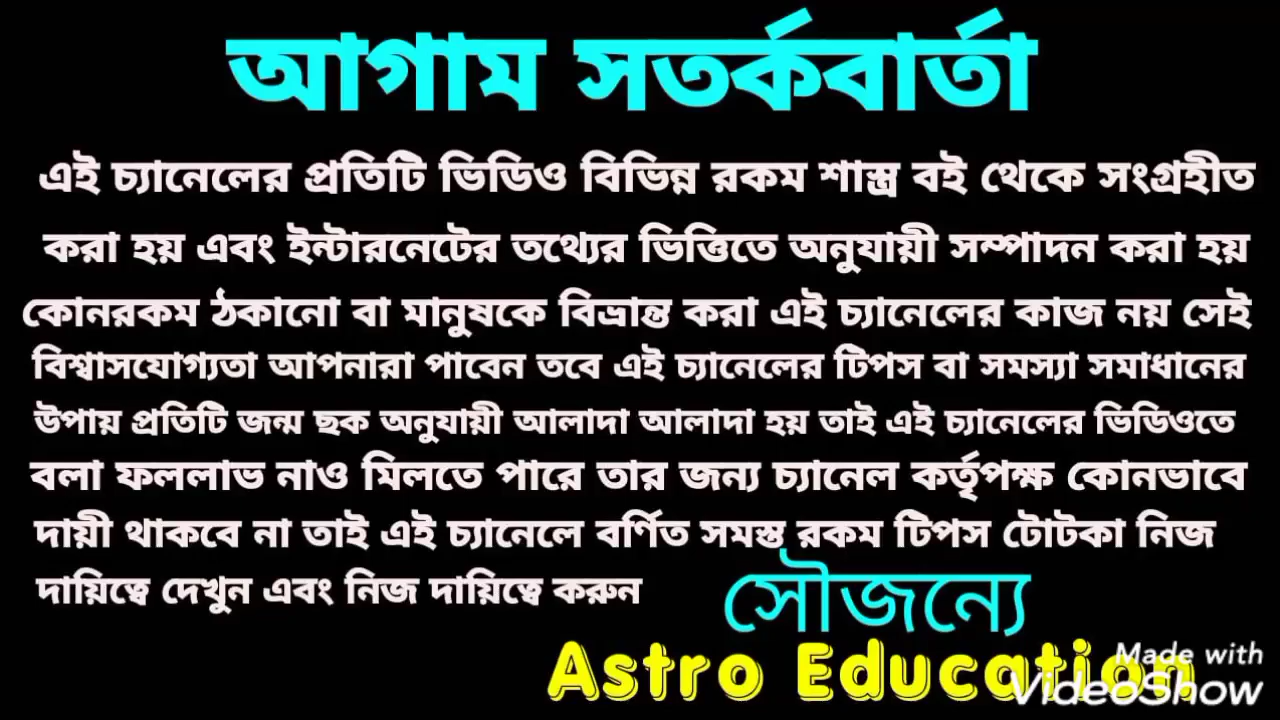 আগাম সতর্কবার্তা
এই চ্যানেলের প্রতিটি ভিডিও বিভিন্ন রকম শাস্ত্র বই থেকে সংগ্রহীত
করা হয় এবং ইন্টারনেটের তথ্যের ভিত্তিতে অনুযায়ী সম্পাদন করা হয়
কোনরকম ঠকানো বা মানুষকে বিভ্রান্ত করা এই চ্যানেলের কাজ নয় সেই
বিশ্বাসযোগ্যতা আপনারা পাবেন তবে এই চ্যানেলের টিপস বা সমস্যা সমাধানের
উপায় প্রতিটি জন্ম ছক অনুযায়ী আলাদা আলাদা হয় তাই এই চ্যানেলের ভিডিওতে
বলা ফললাভ নাও মিলতে পারে তার জন্য চ্যানেল কর্তৃপক্ষ কোনভাবে
দায়ী থাকবে না তাই এই চ্যানেলে বর্ণিত সমস্ত রকম টিপস টোটকা নিজ
দায়িত্বে দেখুন এবং নিজ দায়িত্বে করুন
সৌজন্যে
Astro Education
Made with
VideoShow